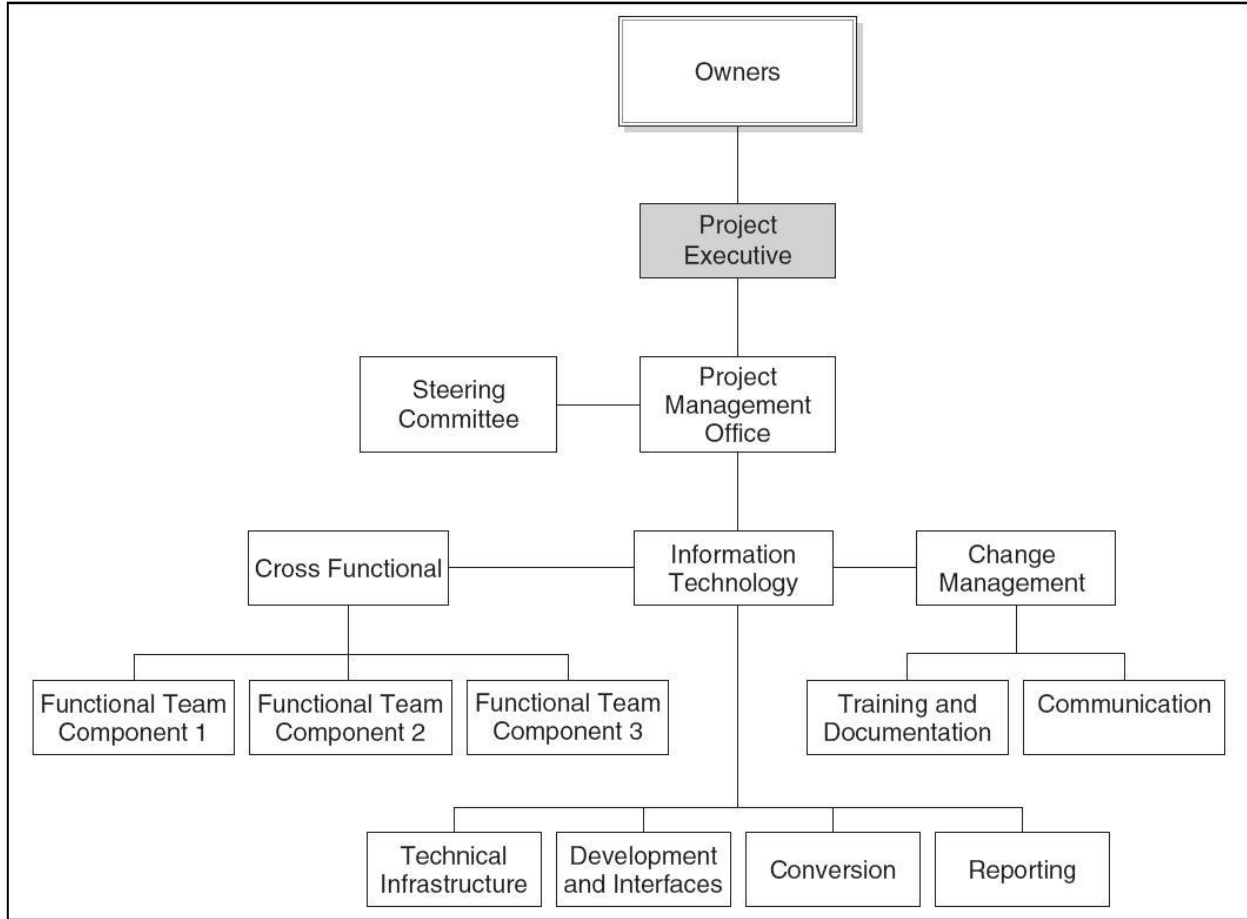 Owners
Project
Executive
Steering
Committee
Project
Management
Office
Cross Functional
Information
Technology
Change
Management
Functional Team
Component 1
Functional Team
Component 2
Functional Team
Component 3
Training and
Documentation
Communication
Technical
Infrastructure
Development
and Interfaces
Conversion
Reporting